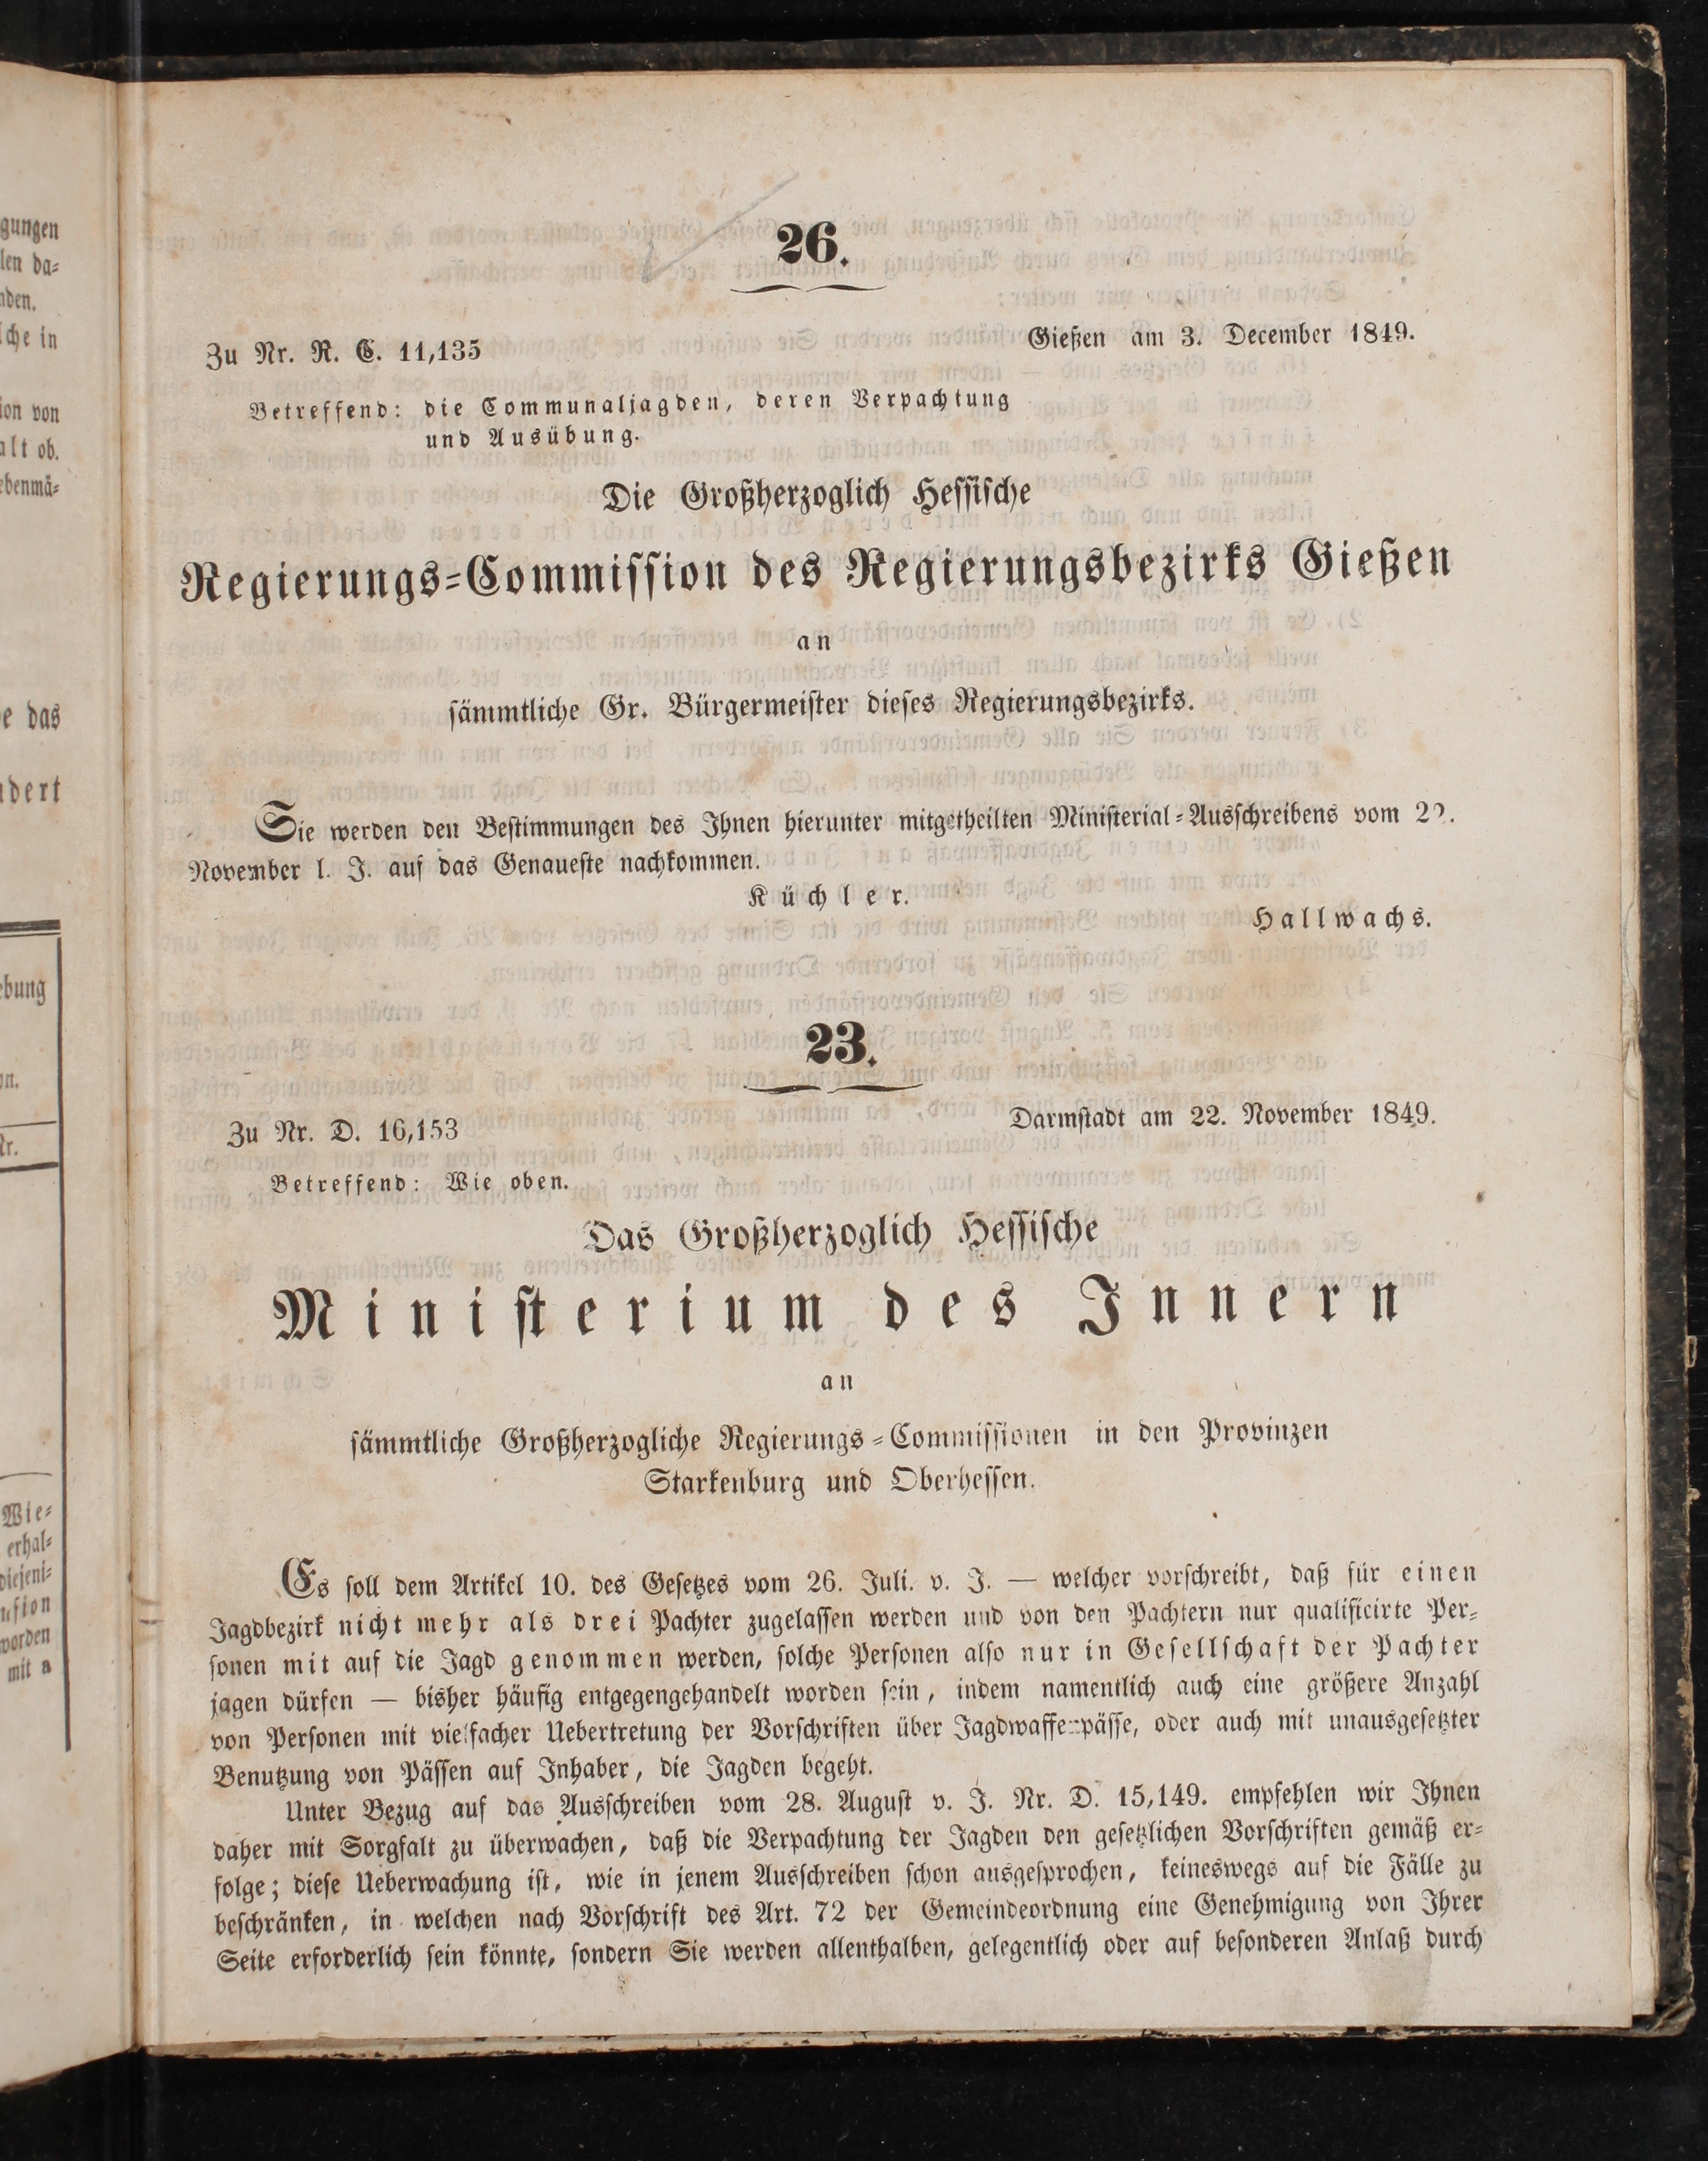 26.
Zu Nr. R. C. 11,135
Gießen am 3. December 1849.
Betreffend: die Communaljagden, deren Verpachtung
und Ausübung.
Die Großherzoglich Hessische
Regierungs-Commission des Regierungsbezirks Gießen
an
sämmtliche Gr. Bürgermeister dieses Regierungsbezirks.
Sie werden den Bestimmungen des Ihnen hierunter mitgetheilten Ministerial-Ausschreibens vom 22.
November l. J. auf das Genaueste nachkommen.
Küchler.
Hallwachs.
23.
Zu Nr. D. 16,153
Darmstadt am 22. November 1849.
Betreffend: Wie oben.
Das Großherzoglich Hessische
Ministerium des Innern
an
sämmtliche Großherzogliche Regierungs-Commissionen in den Provinzen
Starkenburg und Oberhessen.
Es soll dem Artikel 10. des Gesetzes vom 26. Juli. v. J. — welcher vorschreibt, daß für einen
Jagdbezirk nicht mehr als drei Pachter zugelassen werden und von den Pachtern nur qualificirte Per-
sonen mit auf die Jagd genommen werden, solche Personen also nur in Gesellschaft der Pachter
jagen dürfen — bisher häufig entgegengehandelt worden sein, indem namentlich auch eine größere Anzahl
von Personen mit vielfacher Uebertretung der Vorschriften über Jagdwaffenpässe, oder auch mit unausgesetzter
Benutzung von Pässen auf Inhaber, die Jagden begeht.
Unter Bezug auf das Ausschreiben vom 28. August v. J. Nr. D. 15,149. empfehlen wir Ihnen
daher mit Sorgfalt zu überwachen, daß die Verpachtung der Jagden den gesetzlichen Vorschriften gemäß er-
folge; diese Ueberwachung ist, wie in jenem Ausschreiben schon ausgesprochen, keineswegs auf die Fälle zu
beschränken, in welchen nach Vorschrift des Art. 72 der Gemeindeordnung eine Genehmigung von Ihrer
Seite erforderlich sein könnte, sondern Sie werden allenthalben, gelegentlich oder auf besonderen Anlaß durch